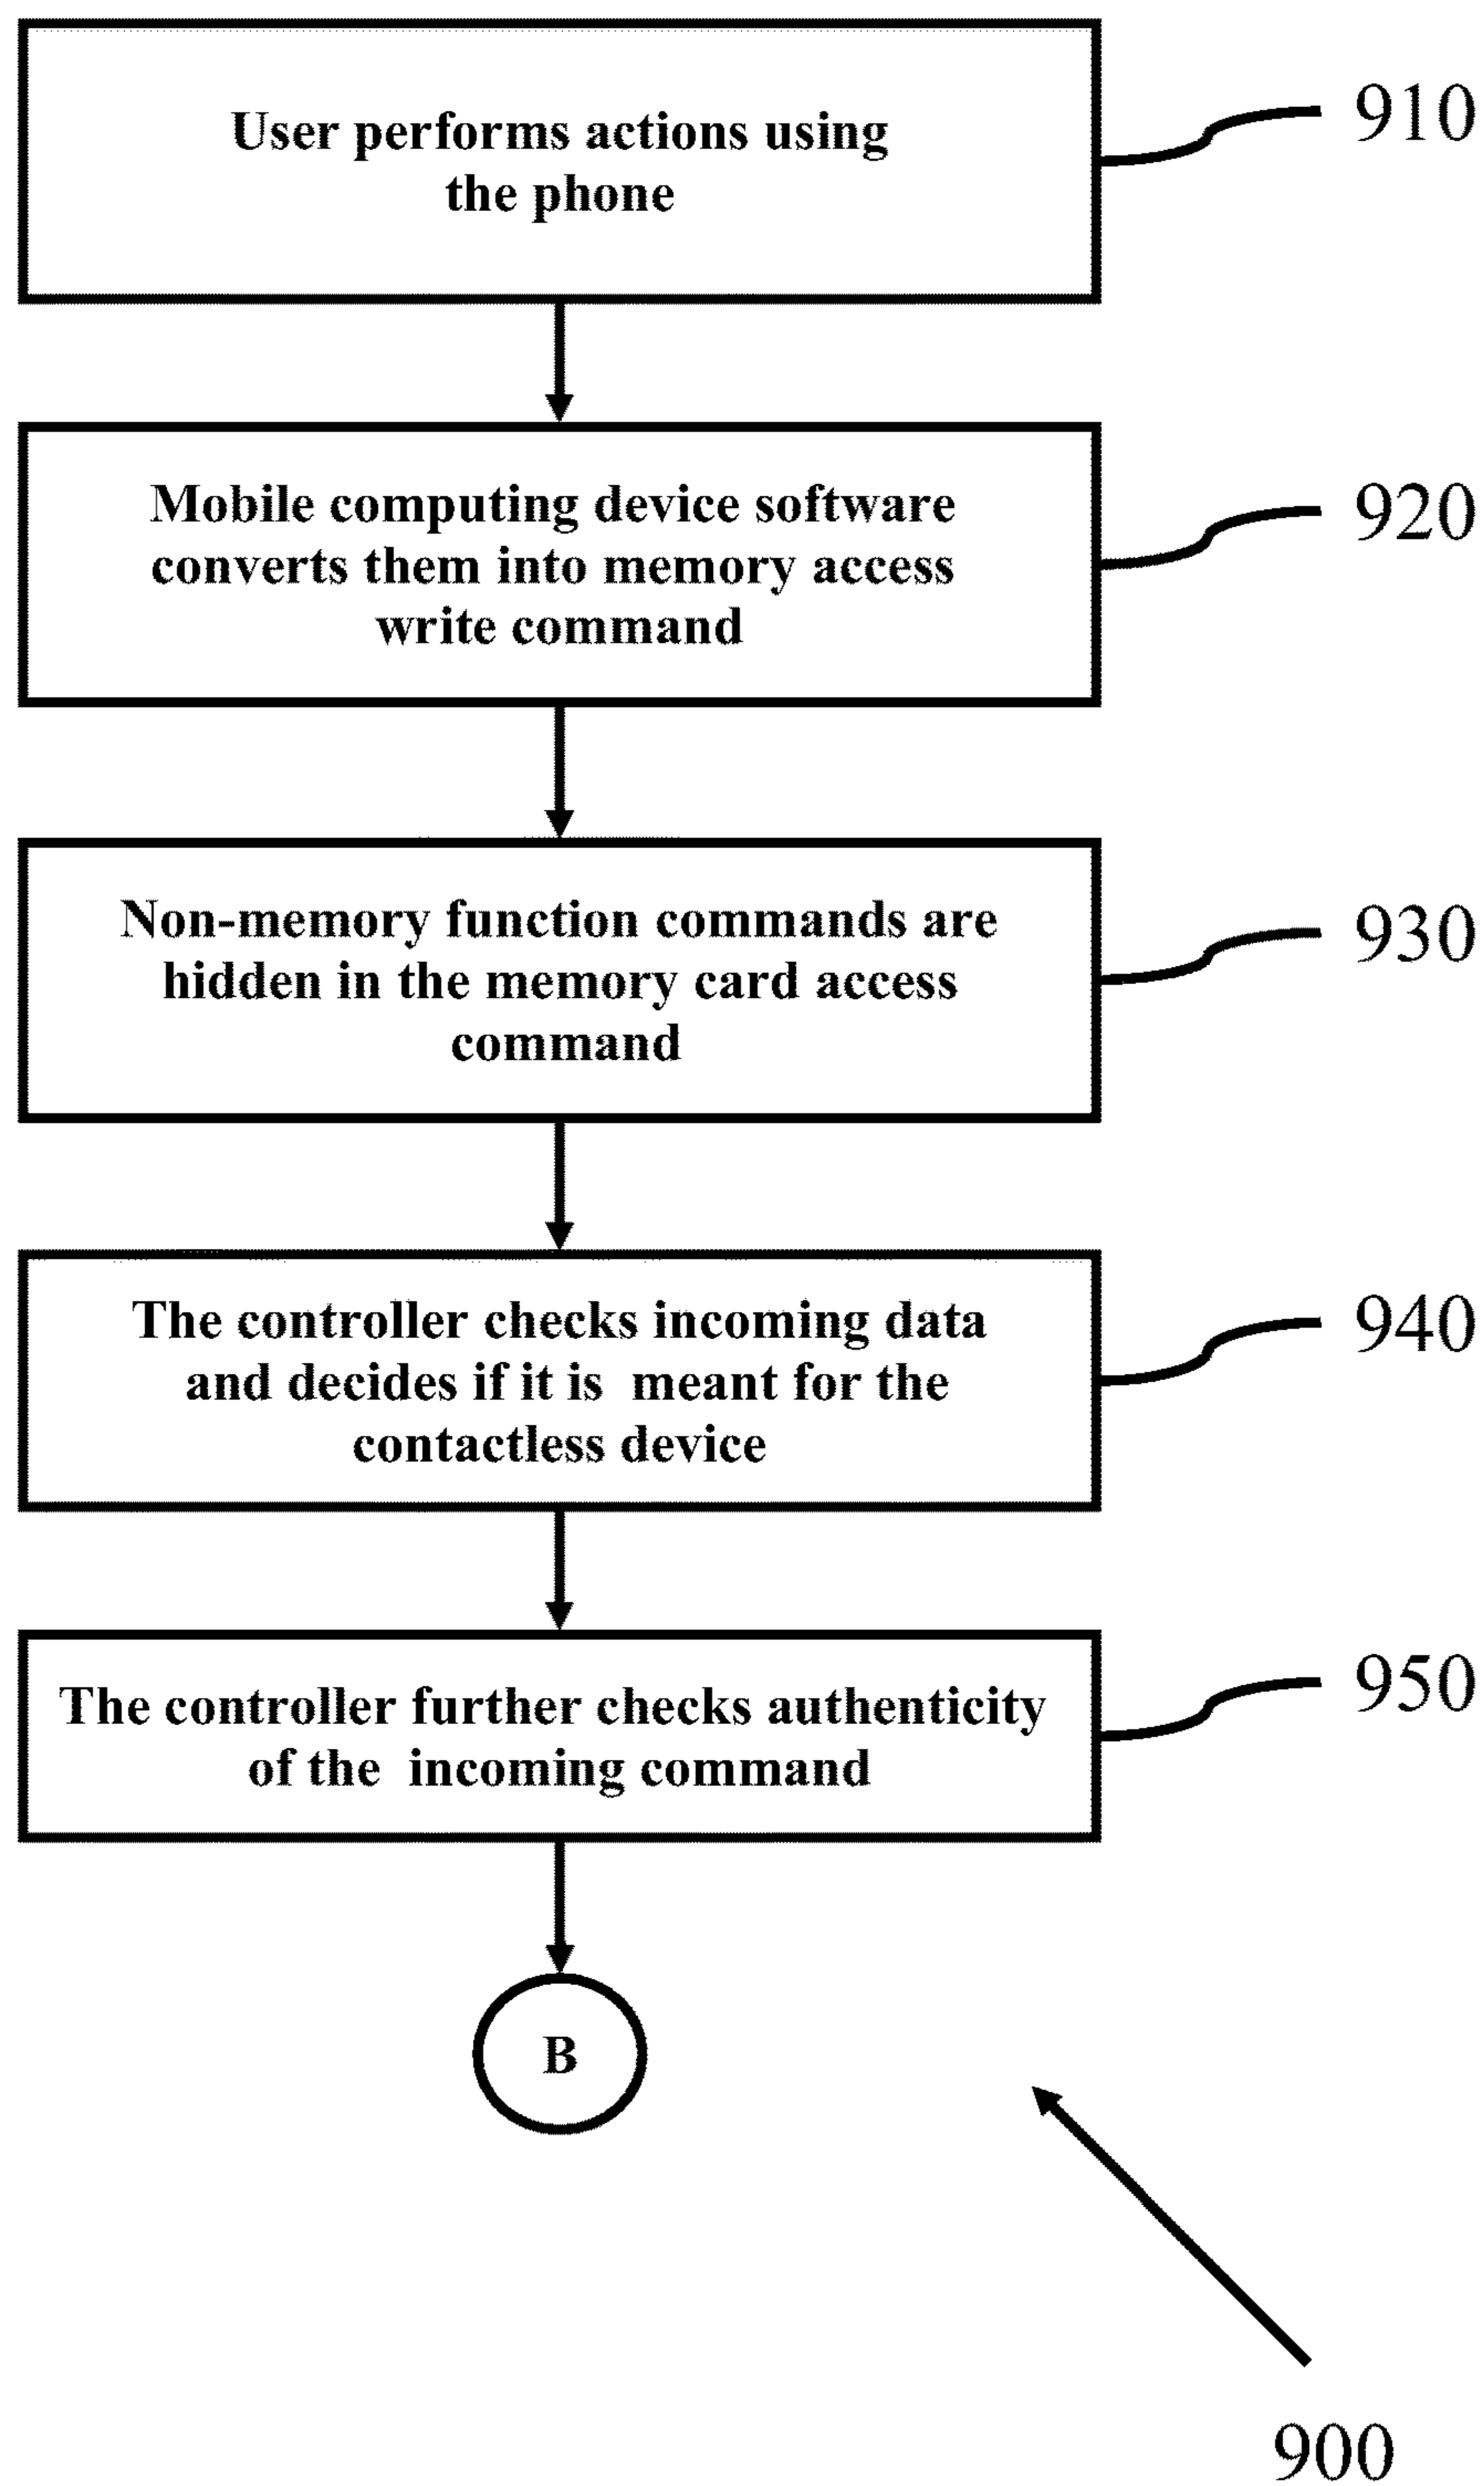 User performs actions using
the phone
910
Mobile computing device software
converts them into memory access
write command
920
Non-memory function commands are
hidden in the memory card access
command
930
The controller checks incoming data
and decides if it is meant for the
contactless device
940
The controller further checks authenticity
of the incoming command
950
B
900